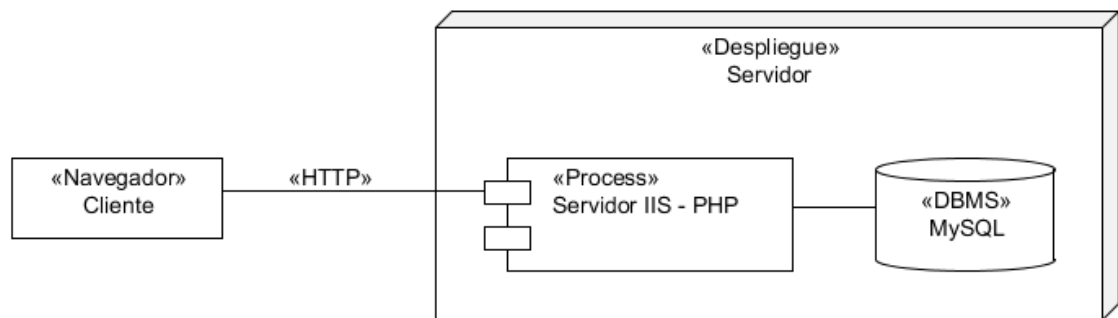 «Despliegue»
Servidor
«Navegador»
Cliente
«HTTP»
«Process»
Servidor IIS - PHP
«DBMS»
MySQL